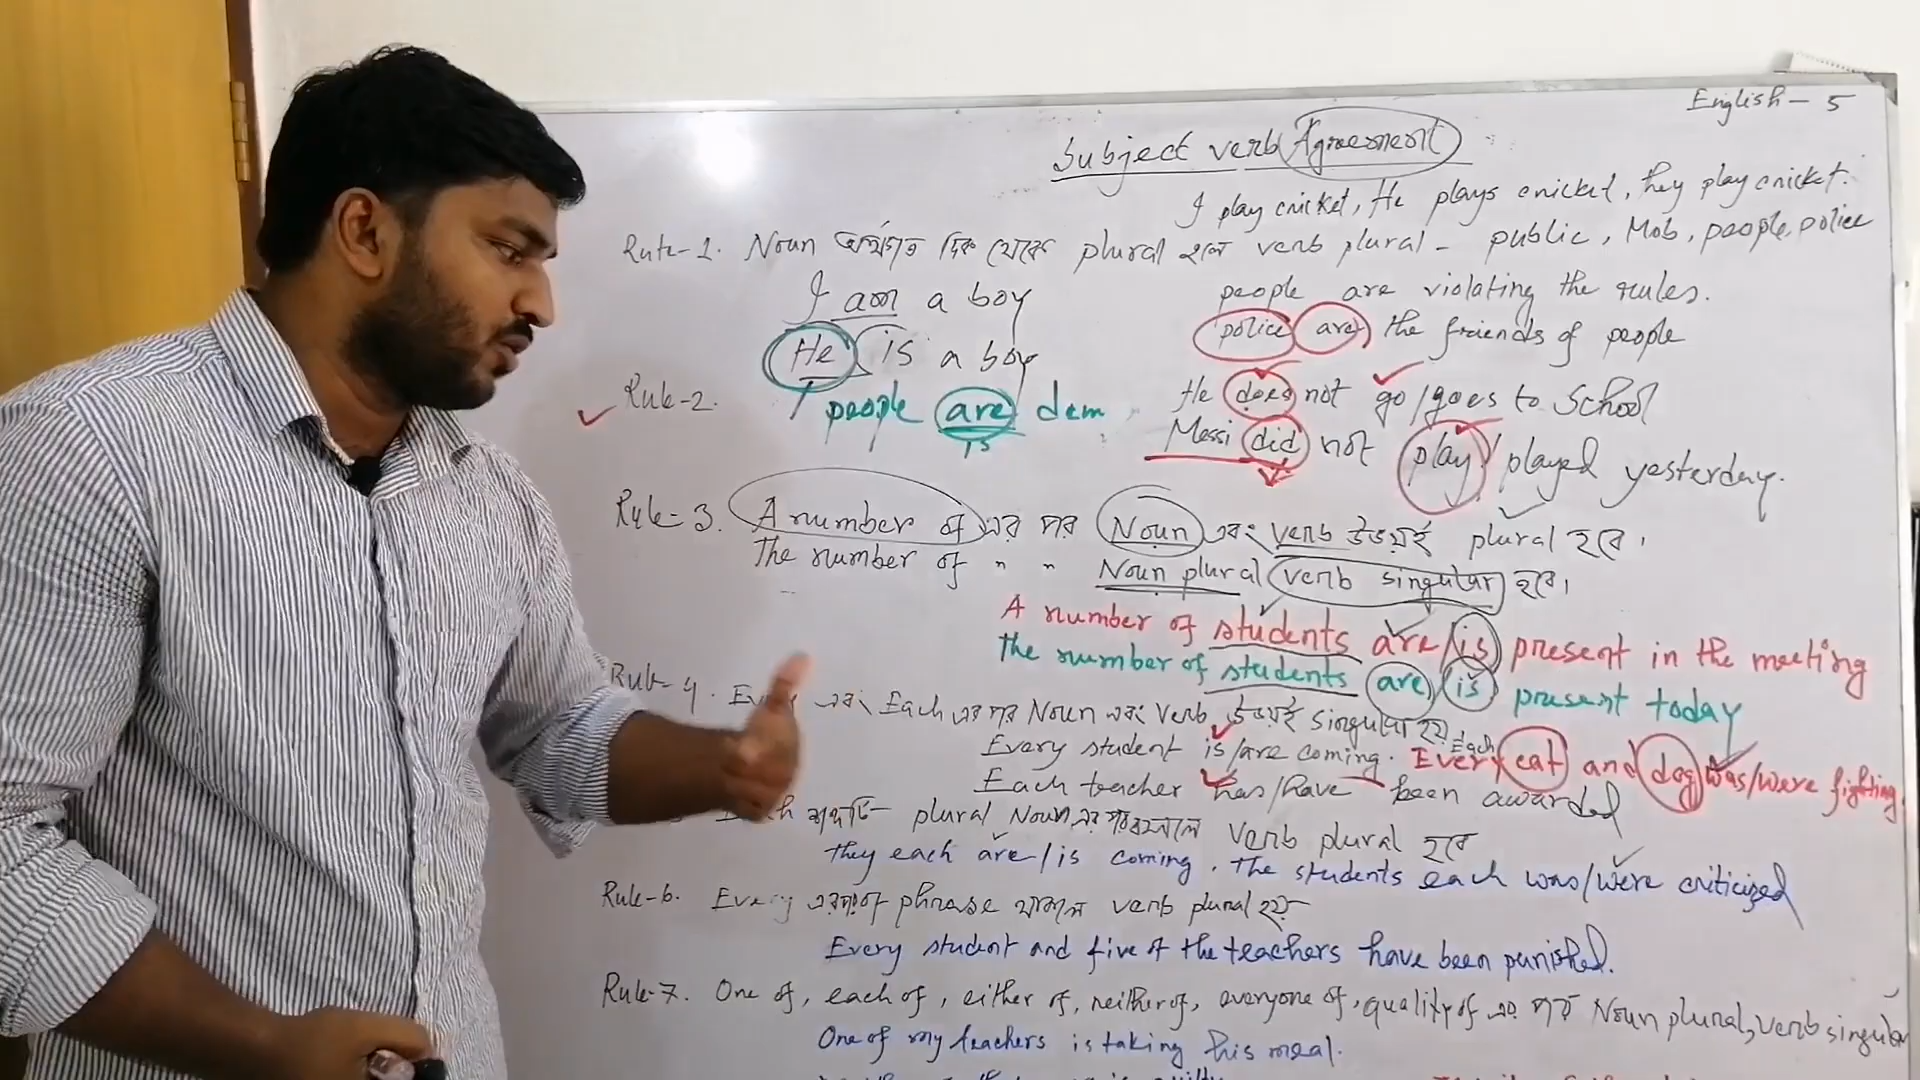 English - 5
Subject verb Agreement
I play cricket, He plays cricket, they play cricket.
Rule-1. Noun অর্থগত দিক থেকে plural হলে verb plural - public, Mob, people, police
I am a boy
people are violating the rules.
He is a boy
police are the friends of people
Rule-2.
people are dem
is
He does not go/goes to School
Messi did not play/played yesterday.
Rule-3. A number of এর পর Noun এবং verb উভয়ই plural হবে।
The number of " " Noun plural verb singular হবে।
A number of students are/is present in the meeting
the number of students are/is present today
Rule-4. Every এবং Each এর পর Noun এবং Verb উভয়ই singular হয়
Every student is/are coming. Every cat and dog was/were fighting.
Each
Each teacher has/have been awarded
plural Noun এর পর বসলে verb plural হবে
they each are/is coming. The students each was/were criticized
Rule-6. Every এরপর of phrase থাকলে verb plural হয়
Every student and five of the teachers have been punished.
Rule-7. One of, each of, either of, neither of, everyone of, quality of এর পর Noun plural, verb singular
One of my teachers is taking this meal.